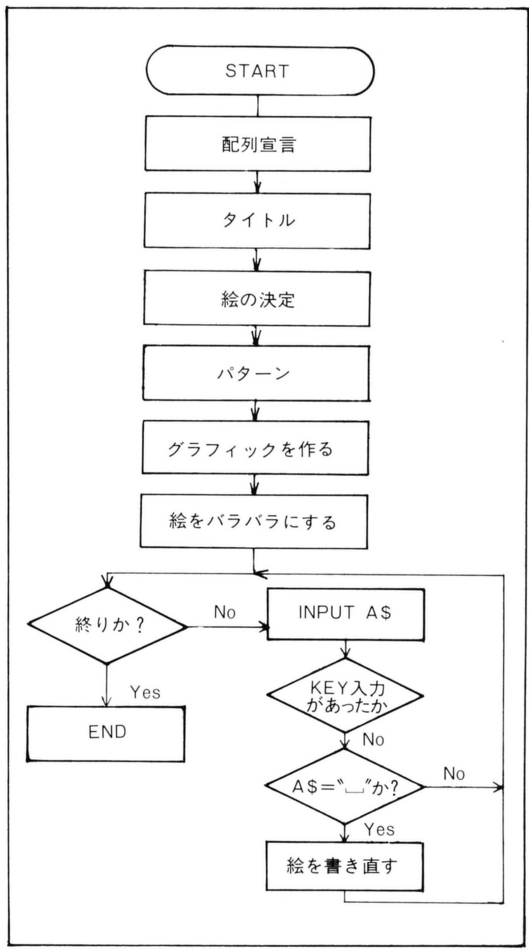 START
配列宣言
タイトル
絵の決定
パターン
グラフィックを作る
絵をバラバラにする
終りか?
No
INPUT A$
Yes
KEY入力
があったか
END
No
A$=〝␣〞か?
No
Yes
絵を書き直す